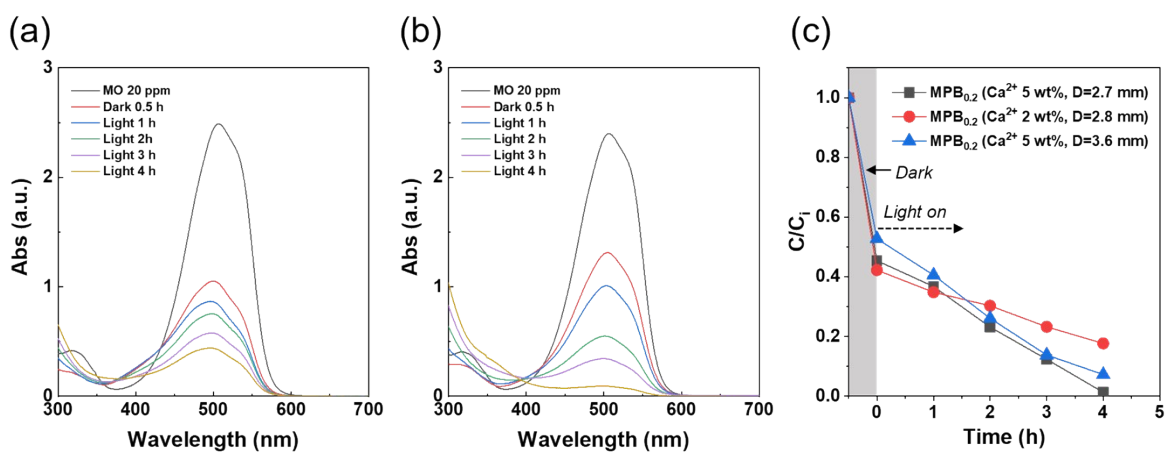 (a)
3
2
1
0
Abs (a.u.)
MO 20 ppm
Dark 0.5 h
Light 1 h
Light 2h
Light 3 h
Light 4 h
300 400 500 600 700
Wavelength (nm)
(b)
3
2
1
0
Abs (a.u.)
MO 20 ppm
Dark 0.5 h
Light 1 h
Light 2 h
Light 3 h
Light 4 h
300 400 500 600 700
Wavelength (nm)
(c)
1.0
0.8
0.6
0.4
0.2
0.0
C/Cᵢ
MPB₀.₂ (Ca²⁺ 5 wt%, D=2.7 mm)
MPB₀.₂ (Ca²⁺ 2 wt%, D=2.8 mm)
MPB₀.₂ (Ca²⁺ 5 wt%, D=3.6 mm)
Dark
Light on
0 1 2 3 4 5
Time (h)